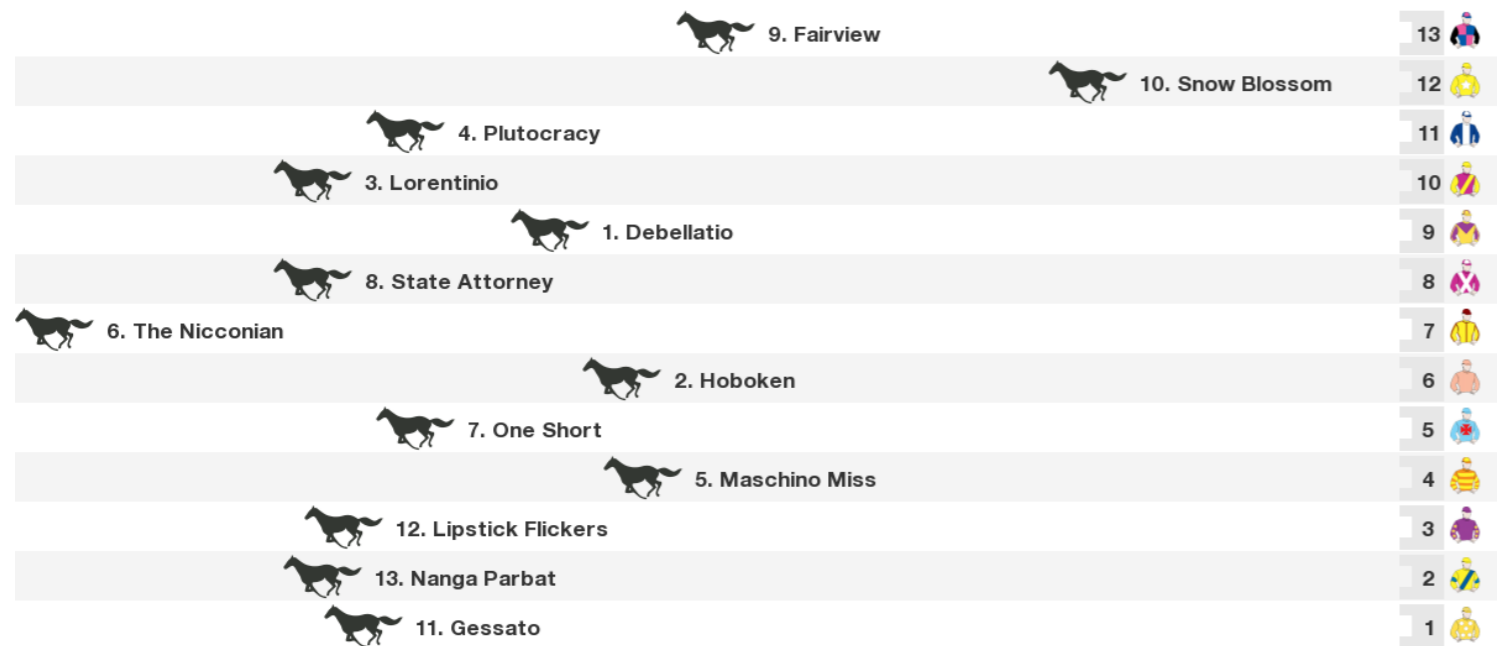 9. Fairview 13
10. Snow Blossom 12
4. Plutocracy 11
3. Lorentinio 10
1. Debellatio 9
8. State Attorney 8
6. The Nicconian 7
2. Hoboken 6
7. One Short 5
5. Maschino Miss 4
12. Lipstick Flickers 3
13. Nanga Parbat 2
11. Gessato 1